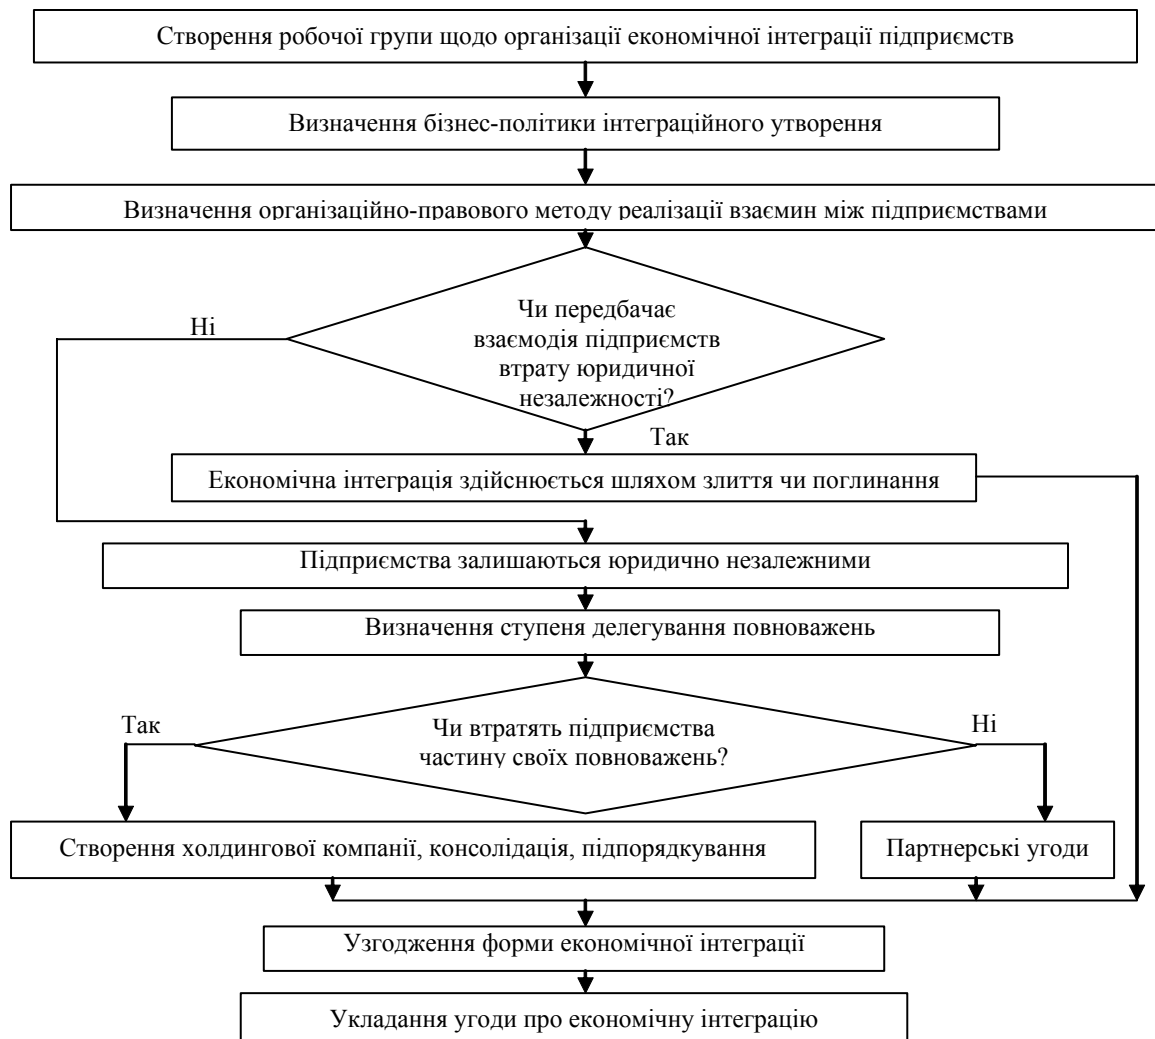 Створення робочої групи щодо організації економічної інтеграції підприємств
Визначення бізнес-політики інтеграційного утворення
Визначення організаційно-правового методу реалізації взаємин між підприємствами
Чи передбачає
взаємодія підприємств
втрату юридичної
незалежності?
Ні
Так
Економічна інтеграція здійснюється шляхом злиття чи поглинання
Підприємства залишаються юридично незалежними
Визначення ступеня делегування повноважень
Чи втратять підприємства
частину своїх повноважень?
Так
Ні
Створення холдингової компанії, консолідація, підпорядкування
Партнерські угоди
Узгодження форми економічної інтеграції
Укладання угоди про економічну інтеграцію